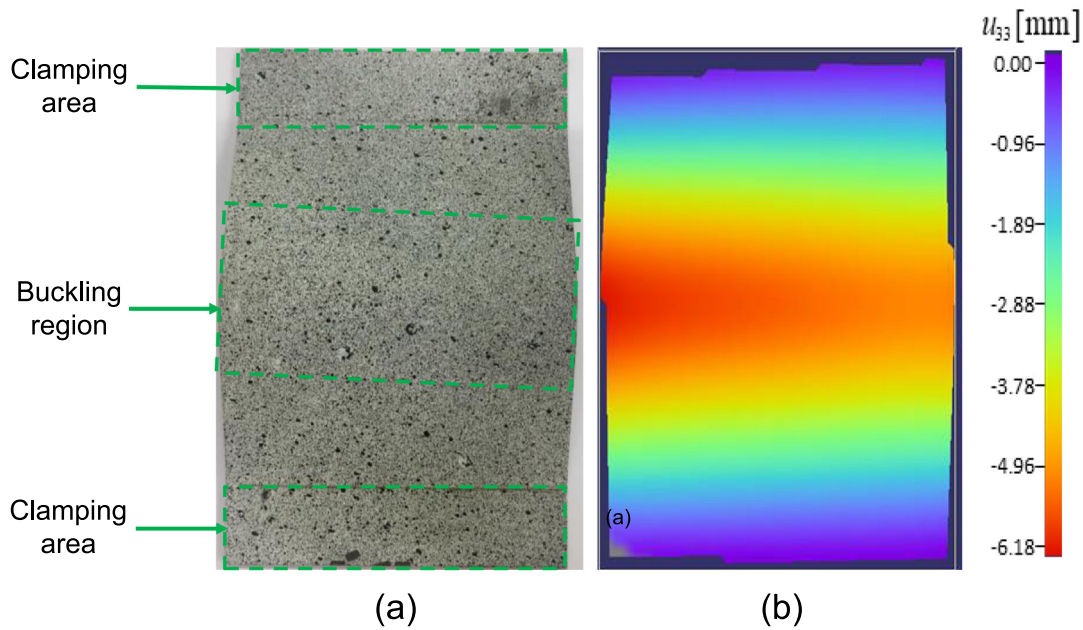 Clamping
area
Buckling
region
Clamping
area
(a)
(a)
(b)
u₃₃[mm]
0.00
-0.96
-1.89
-2.88
-3.78
-4.96
-6.18